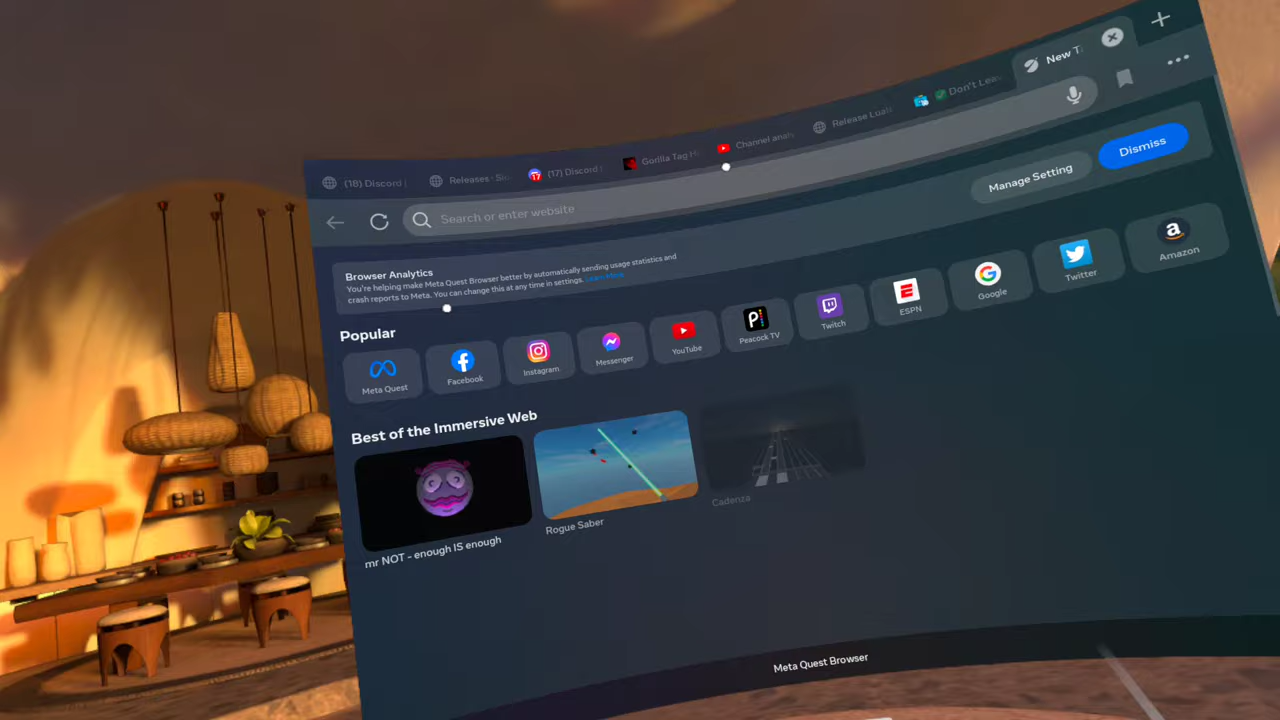 New T
(18) Discord |
Releases · Si
(17) Discord
Gorilla Tag H
Channel analy
Release Lual
Don't Lea
Search or enter website
Browser Analytics
You're helping make Meta Quest Browser better by automatically sending usage statistics and
crash reports to Meta. You can change this at any time in settings. Learn More
Manage Setting
Dismiss
Popular
Meta Quest
Facebook
Instagram
Messenger
YouTube
Peacock TV
Twitch
ESPN
Google
Twitter
Amazon
Best of the Immersive Web
mr NOT - enough IS enough
Rogue Saber
Cadenza
Meta Quest Browser